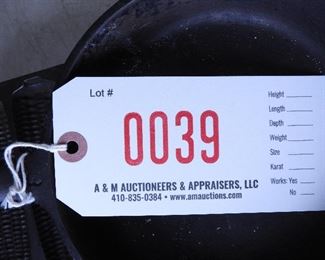 Lot #
0039
A & M AUCTIONEERS & APPRAISERS, LLC
410-835-0384 • www.amauctions.com
Height
Length
Depth
Weight
Size
Karat
Works: Yes
No